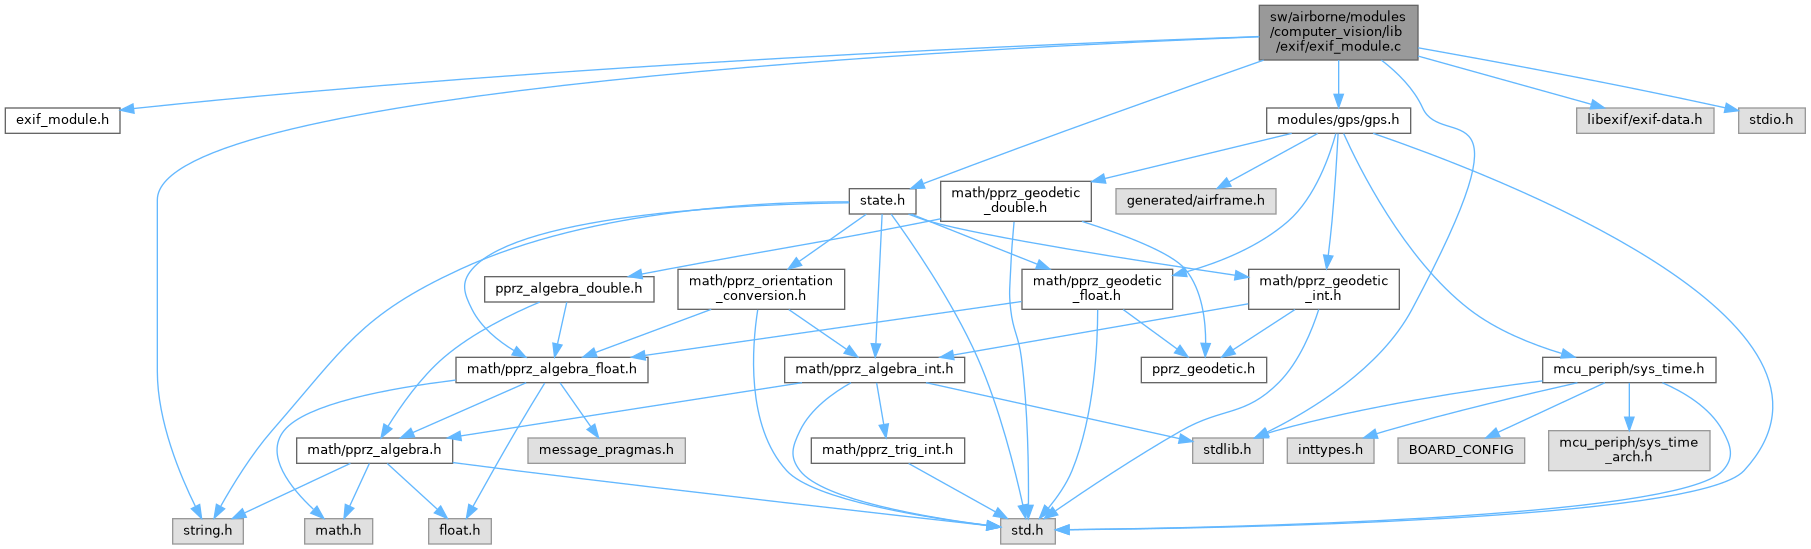 sw/airborne/modules
/computer_vision/lib
/exif/exif_module.c
exif_module.h
modules/gps/gps.h
libexif/exif-data.h
stdio.h
state.h
math/pprz_geodetic
_double.h
generated/airframe.h
pprz_algebra_double.h
math/pprz_orientation
_conversion.h
math/pprz_geodetic
_float.h
math/pprz_geodetic
_int.h
math/pprz_algebra_float.h
math/pprz_algebra_int.h
pprz_geodetic.h
mcu_periph/sys_time.h
math/pprz_algebra.h
message_pragmas.h
math/pprz_trig_int.h
stdlib.h
inttypes.h
BOARD_CONFIG
mcu_periph/sys_time
_arch.h
string.h
math.h
float.h
std.h